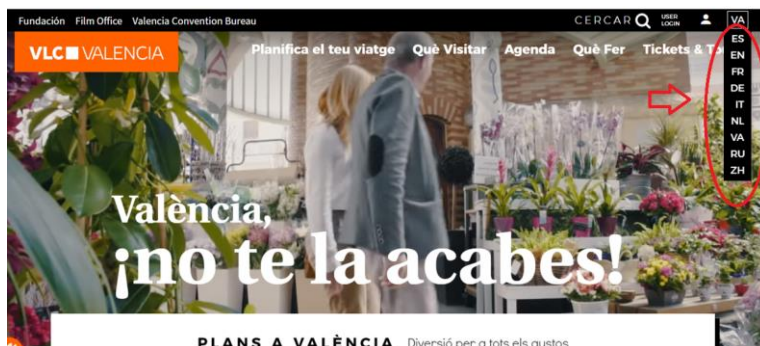 Fundación Film Office Valencia Convention Bureau CERCAR USER LOGIN VA
VLC VALENCIA Planifica el teu viatge Què Visitar Agenda Què Fer Tickets &
ES
EN
FR
DE
IT
NL
VA
RU
ZH
València,
¡no te la acabes!
PLANS A VALÈNCIA Diversió per a tots els gustos